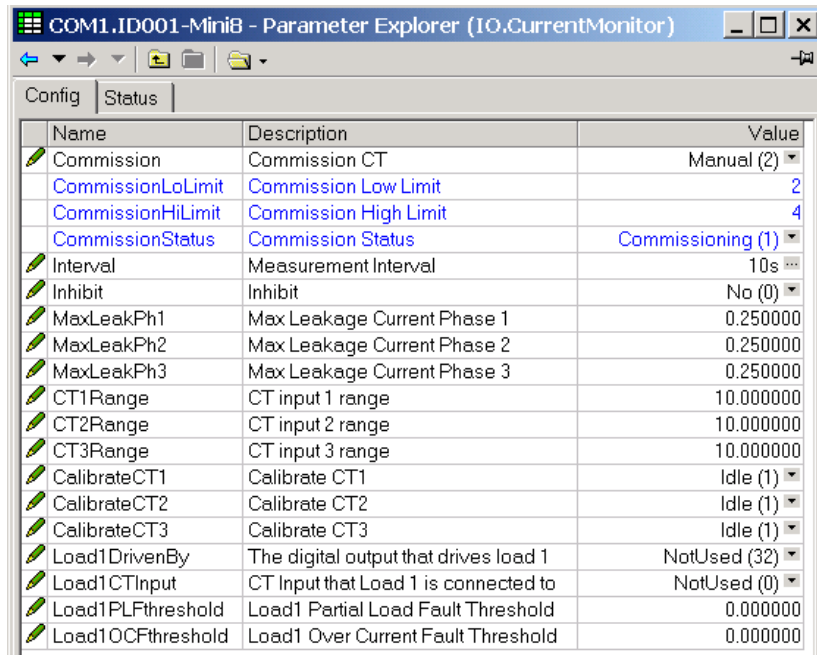 COM1.ID001-Mini8 - Parameter Explorer (IO.CurrentMonitor)
Config Status
Name Description Value
Commission Commission CT Manual (2)
CommissionLoLimit Commission Low Limit 2
CommissionHiLimit Commission High Limit 4
CommissionStatus Commission Status Commissioning (1)
Interval Measurement Interval 10s ...
Inhibit Inhibit No (0)
MaxLeakPh1 Max Leakage Current Phase 1 0.250000
MaxLeakPh2 Max Leakage Current Phase 2 0.250000
MaxLeakPh3 Max Leakage Current Phase 3 0.250000
CT1Range CT input 1 range 10.000000
CT2Range CT input 2 range 10.000000
CT3Range CT input 3 range 10.000000
CalibrateCT1 Calibrate CT1 Idle (1)
CalibrateCT2 Calibrate CT2 Idle (1)
CalibrateCT3 Calibrate CT3 Idle (1)
Load1DrivenBy The digital output that drives load 1 NotUsed (32)
Load1CTInput CT Input that Load 1 is connected to NotUsed (0)
Load1PLFthreshold Load1 Partial Load Fault Threshold 0.000000
Load1OCFthreshold Load1 Over Current Fault Threshold 0.000000